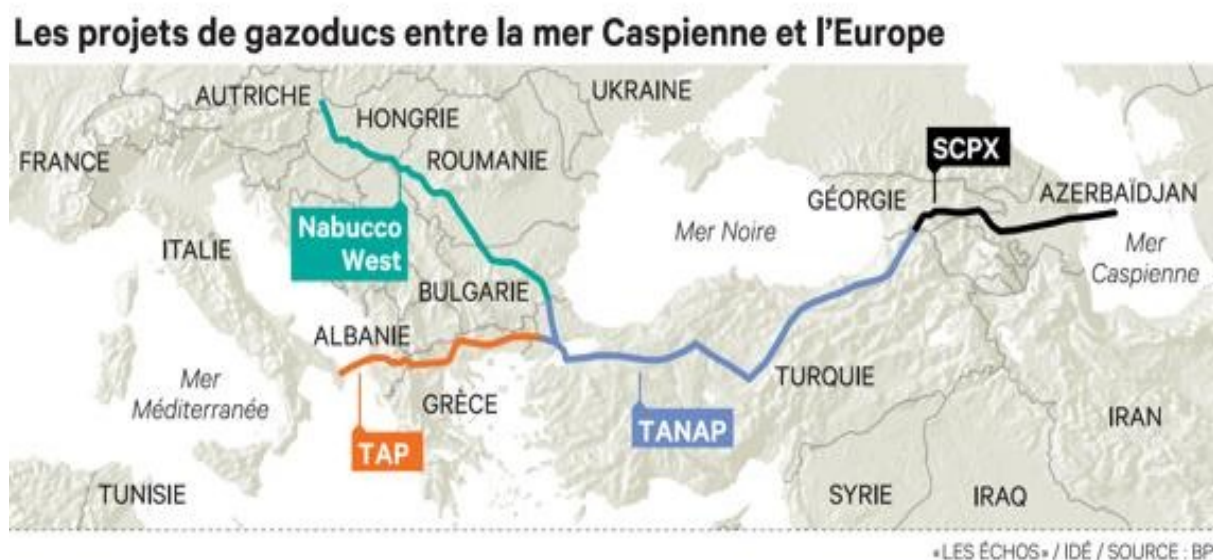 Les projets de gazoducs entre la mer Caspienne et l'Europe
AUTRICHE
UKRAINE
HONGRIE
FRANCE
ROUMANIE
SCPX
GÉORGIE
AZERBAÏDJAN
Nabucco
West
ITALIE
Mer Noire
Mer
Caspienne
BULGARIE
ALBANIE
Mer
Méditerranée
GRÈCE
TURQUIE
TAP
TANAP
IRAN
TUNISIE
SYRIE
IRAQ
«LES ÉCHOS» / IDÉ / SOURCE : BP